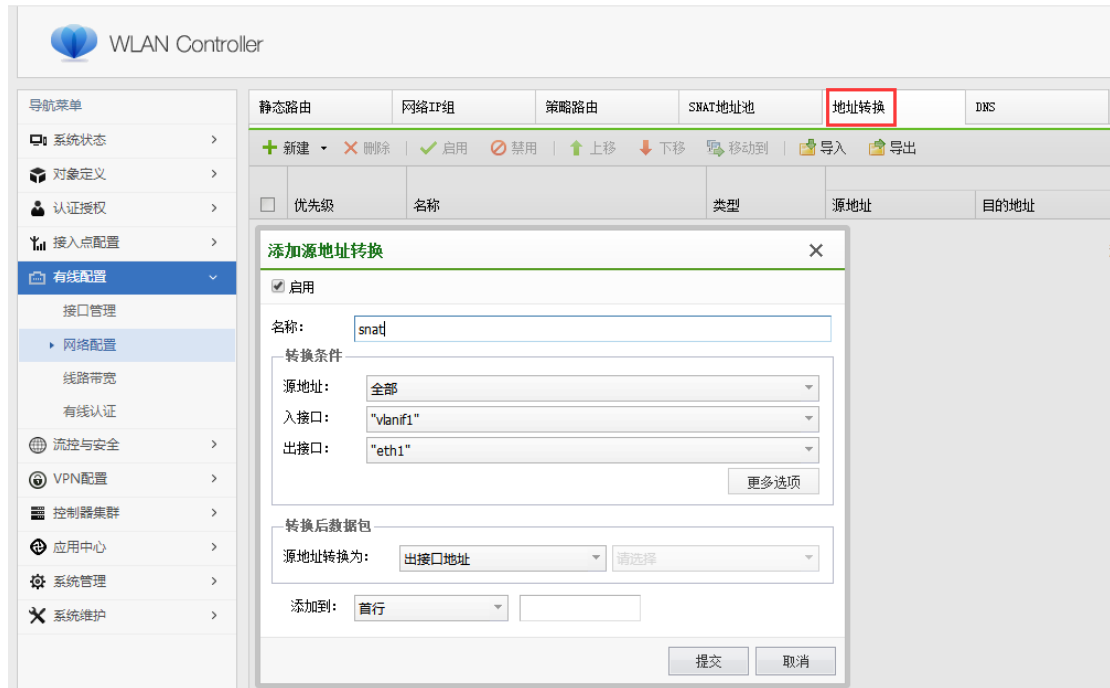 WLAN Controller
导航菜单
系统状态
对象定义
认证授权
接入点配置
有线配置
接口管理
网络配置
线路带宽
有线认证
流控与安全
VPN配置
控制器集群
应用中心
系统管理
系统维护
静态路由 网络IP组 策略路由 SNAT地址池 地址转换 DNS
新建 删除 启用 禁用 上移 下移 移动到 导入 导出
优先级 名称 类型 源地址 目的地址
添加源地址转换
启用
名称: snat
转换条件
源地址: 全部
入接口: "vlanif1"
出接口: "eth1"
更多选项
转换后数据包
源地址转换为: 出接口地址 请选择
添加到: 首行
提交 取消